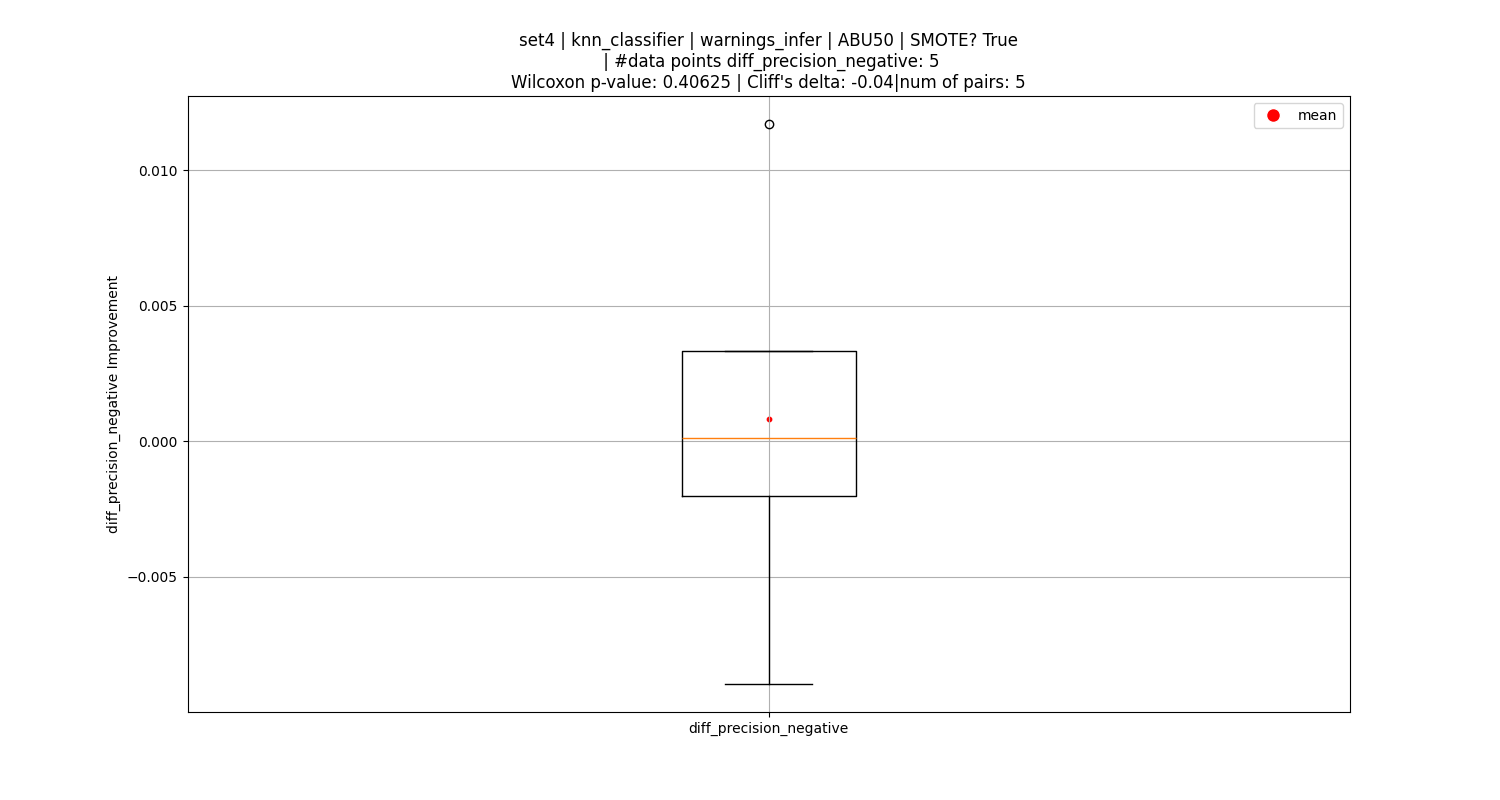 set4 | knn_classifier | warnings_infer | ABU50 | SMOTE? True
| #data points diff_precision_negative: 5
Wilcoxon p-value: 0.40625 | Cliff's delta: -0.04|num of pairs: 5
mean
0.010
0.005
0.000
−0.005
diff_precision_negative Improvement
diff_precision_negative